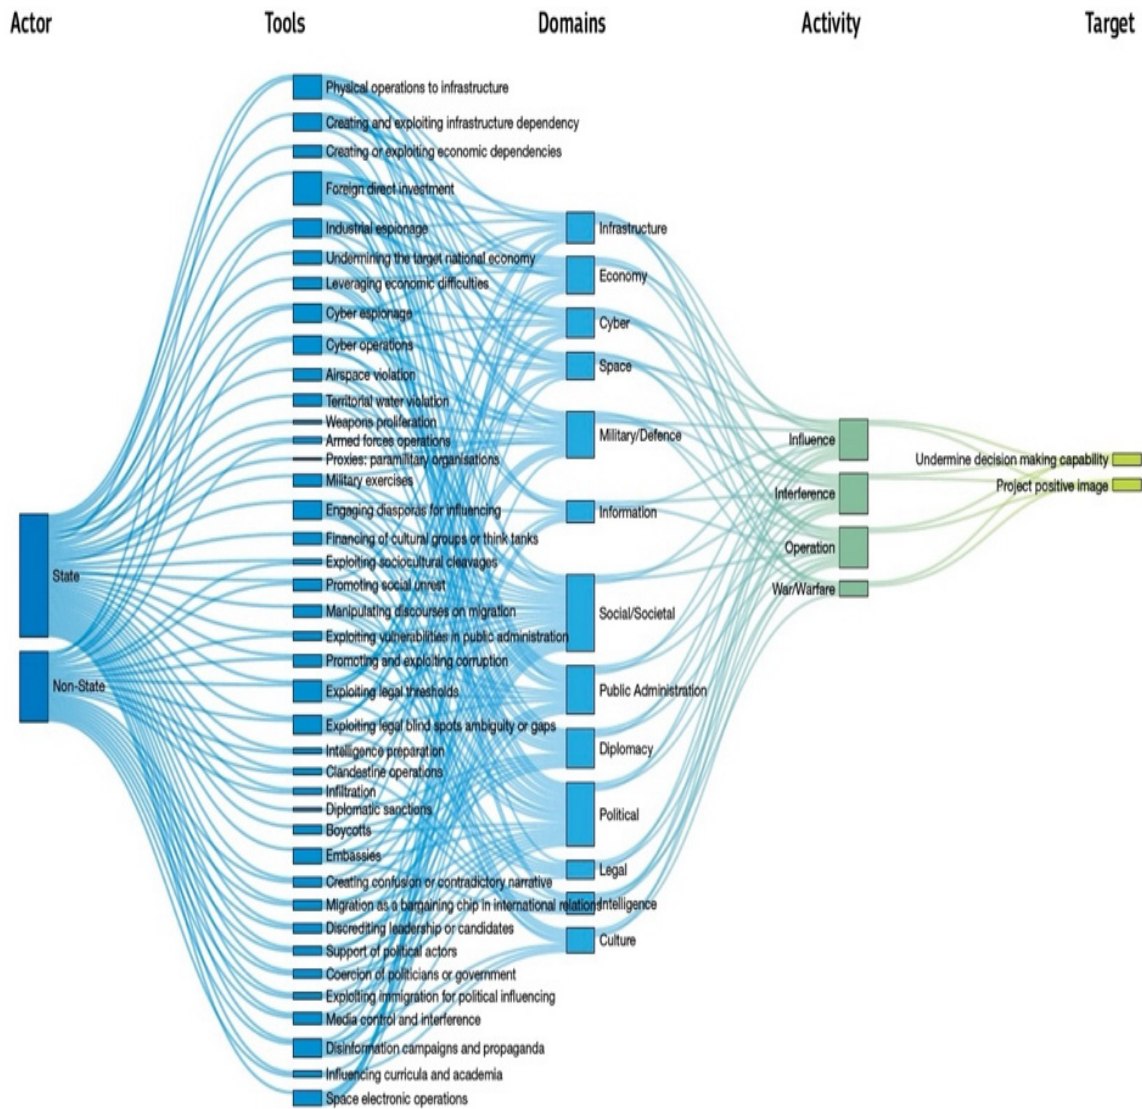 Actor
Tools
Domains
Activity
Target
State
Non-State
Physical operations to infrastructure
Creating and exploiting infrastructure dependency
Creating or exploiting economic dependencies
Foreign direct investment
Industrial espionage
Undermining the target national economy
Leveraging economic difficulties
Cyber espionage
Cyber operations
Airspace violation
Territorial water violation
Weapons proliferation
Armed forces operations
Proxies: paramilitary organisations
Military exercises
Engaging diasporas for influencing
Financing of cultural groups or think tanks
Exploiting sociocultural cleavages
Promoting social unrest
Manipulating discourses on migration
Exploiting vulnerabilities in public administration
Promoting and exploiting corruption
Exploiting legal thresholds
Exploiting legal blind spots ambiguity or gaps
Intelligence preparation
Clandestine operations
Infiltration
Diplomatic sanctions
Boycotts
Embassies
Creating confusion or contradictory narrative
Migration as a bargaining chip in international relations
Discrediting leadership or candidates
Support of political actors
Coercion of politicians or government
Exploiting immigration for political influencing
Media control and interference
Disinformation campaigns and propaganda
Influencing curricula and academia
Space electronic operations
Infrastructure
Economy
Cyber
Space
Military/Defence
Information
Social/Societal
Public Administration
Diplomacy
Political
Legal
Intelligence
Culture
Influence
Interference
Operation
War/Warfare
Undermine decision making capability
Project positive image